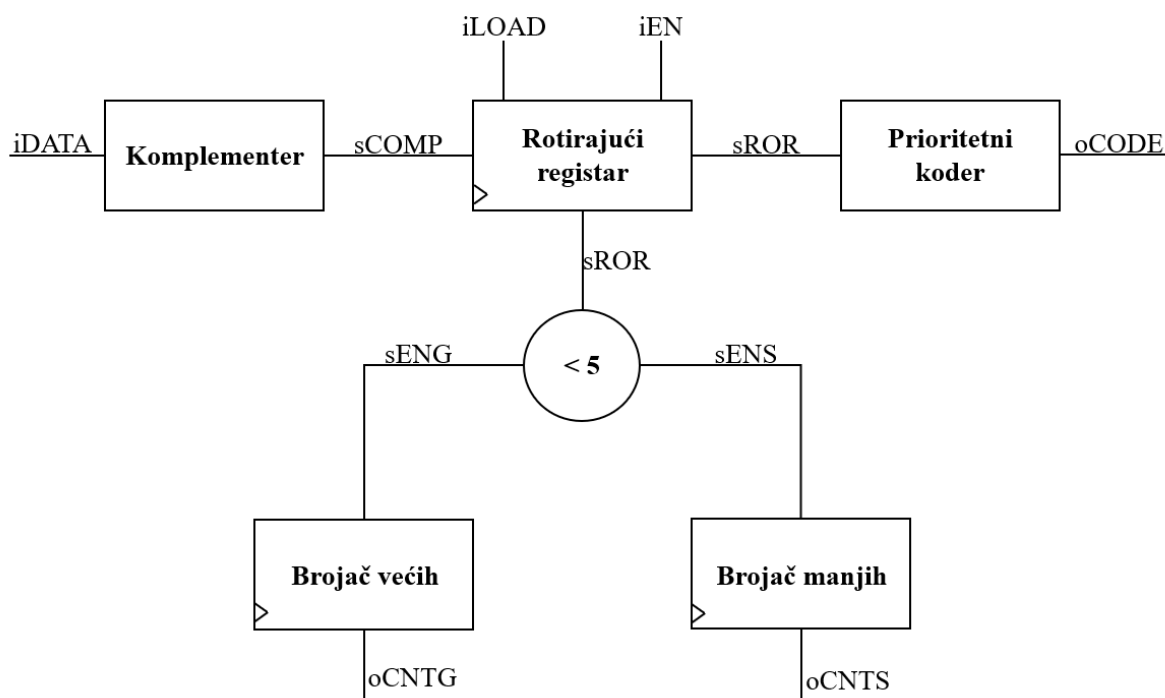 iLOAD
iEN
iDATA
Komplementer
sCOMP
Rotirajući
registar
sROR
Prioritetni
koder
oCODE
sROR
sENG
< 5
sENS
Brojač većih
Brojač manjih
oCNTG
oCNTS